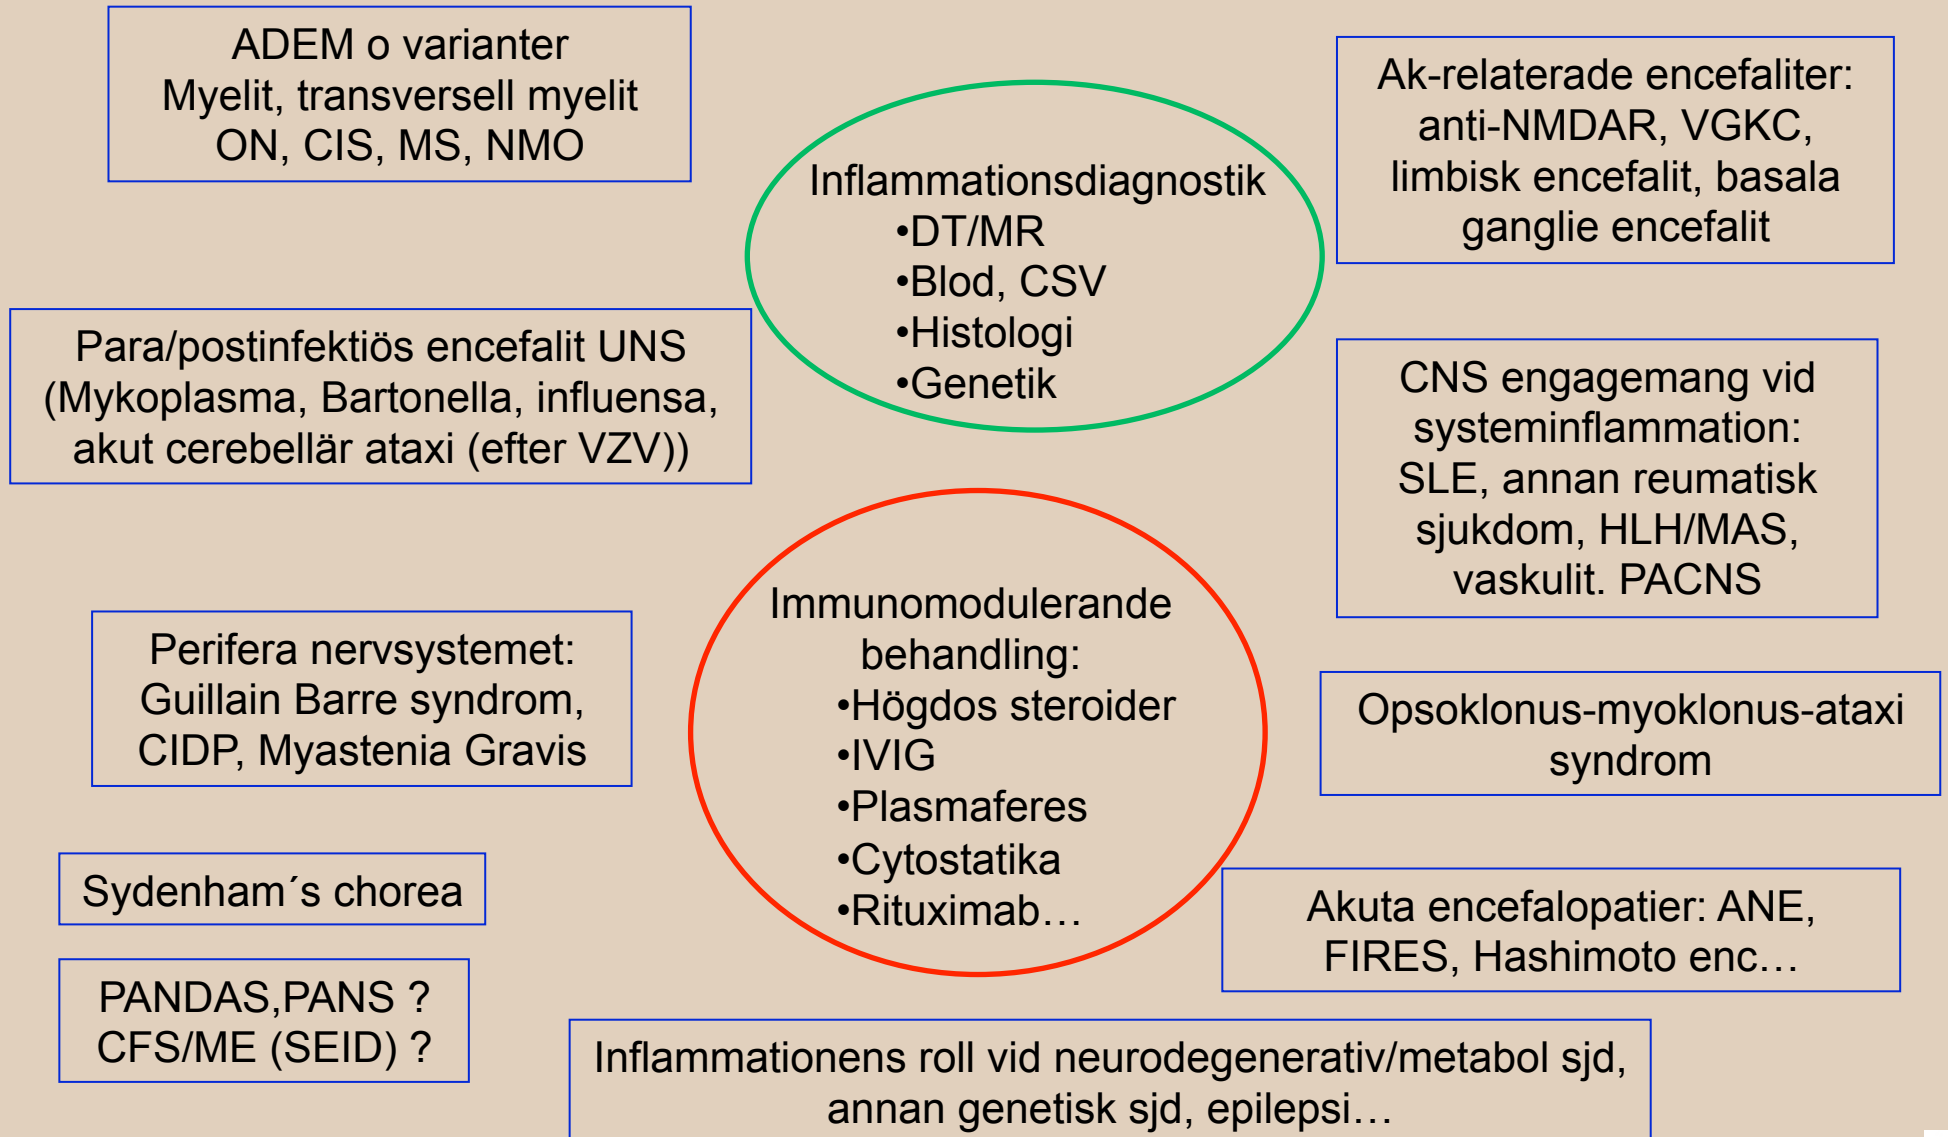 ADEM o varianter
Myelit, transversell myelit
ON, CIS, MS, NMO
Inflammationsdiagnostik
•DT/MR
•Blod, CSV
•Histologi
•Genetik
Ak-relaterade encefaliter:
anti-NMDAR, VGKC,
limbisk encefalit, basala
ganglie encefalit
Para/postinfektiös encefalit UNS
(Mykoplasma, Bartonella, influensa,
akut cerebellär ataxi (efter VZV))
CNS engagemang vid
systeminflammation:
SLE, annan reumatisk
sjukdom, HLH/MAS,
vaskulit. PACNS
Immunomodulerande
behandling:
•Högdos steroider
•IVIG
•Plasmaferes
•Cytostatika
•Rituximab…
Perifera nervsystemet:
Guillain Barre syndrom,
CIDP, Myastenia Gravis
Opsoklonus-myoklonus-ataxi
syndrom
Sydenham´s chorea
Akuta encefalopatier: ANE,
FIRES, Hashimoto enc…
PANDAS,PANS ?
CFS/ME (SEID) ?
Inflammationens roll vid neurodegenerativ/metabol sjd,
annan genetisk sjd, epilepsi…